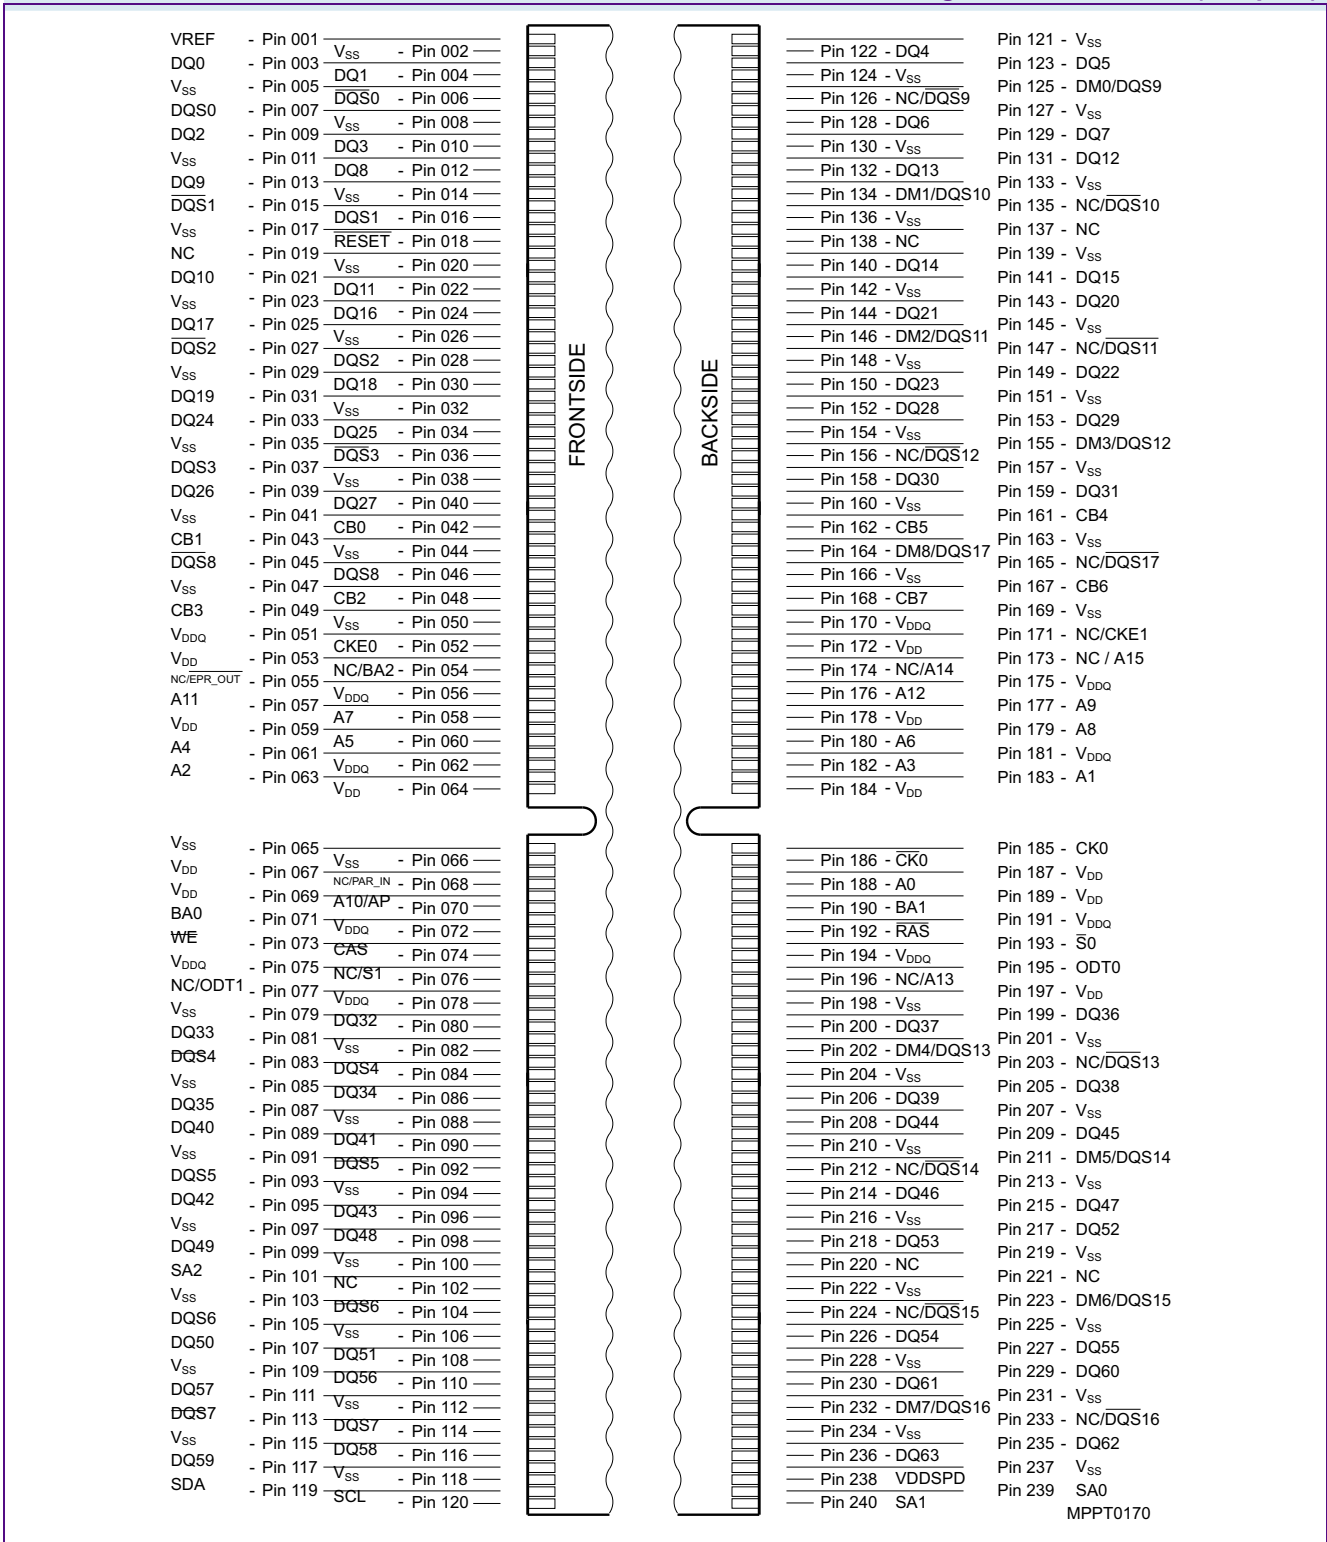 VREF - Pin 001
VSS - Pin 002
DQ0 - Pin 003
DQ1 - Pin 004
VSS - Pin 005
DQS0 - Pin 006
DQS0 - Pin 007
VSS - Pin 008
DQ2 - Pin 009
DQ3 - Pin 010
VSS - Pin 011
DQ8 - Pin 012
DQ9 - Pin 013
VSS - Pin 014
DQS1 - Pin 015
DQS1 - Pin 016
VSS - Pin 017
RESET - Pin 018
NC - Pin 019
VSS - Pin 020
DQ10 - Pin 021
DQ11 - Pin 022
VSS - Pin 023
DQ16 - Pin 024
DQ17 - Pin 025
VSS - Pin 026
DQS2 - Pin 027
DQS2 - Pin 028
VSS - Pin 029
DQ18 - Pin 030
DQ19 - Pin 031
VSS - Pin 032
DQ24 - Pin 033
DQ25 - Pin 034
VSS - Pin 035
DQS3 - Pin 036
DQS3 - Pin 037
VSS - Pin 038
DQ26 - Pin 039
DQ27 - Pin 040
VSS - Pin 041
CB0 - Pin 042
CB1 - Pin 043
VSS - Pin 044
DQS8 - Pin 045
DQS8 - Pin 046
VSS - Pin 047
CB2 - Pin 048
CB3 - Pin 049
VSS - Pin 050
VDDQ - Pin 051
CKE0 - Pin 052
VDD - Pin 053
NC/BA2 - Pin 054
NC/EPR_OUT - Pin 055
VDDQ - Pin 056
A11 - Pin 057
A7 - Pin 058
VDD - Pin 059
A5 - Pin 060
A4 - Pin 061
VDDQ - Pin 062
A2 - Pin 063
VDD - Pin 064
VSS - Pin 065
VSS - Pin 066
VDD - Pin 067
NC/PAR_IN - Pin 068
VDD - Pin 069
A10/AP - Pin 070
BA0 - Pin 071
VDDQ - Pin 072
WE - Pin 073
CAS - Pin 074
VDDQ - Pin 075
NC/S1 - Pin 076
NC/ODT1 - Pin 077
VDDQ - Pin 078
VSS - Pin 079
DQ32 - Pin 080
DQ33 - Pin 081
VSS - Pin 082
DQS4 - Pin 083
DQS4 - Pin 084
VSS - Pin 085
DQ34 - Pin 086
DQ35 - Pin 087
VSS - Pin 088
DQ40 - Pin 089
DQ41 - Pin 090
VSS - Pin 091
DQS5 - Pin 092
DQS5 - Pin 093
VSS - Pin 094
DQ42 - Pin 095
DQ43 - Pin 096
VSS - Pin 097
DQ48 - Pin 098
DQ49 - Pin 099
VSS - Pin 100
SA2 - Pin 101
NC - Pin 102
VSS - Pin 103
DQS6 - Pin 104
DQS6 - Pin 105
VSS - Pin 106
DQ50 - Pin 107
DQ51 - Pin 108
VSS - Pin 109
DQ56 - Pin 110
DQ57 - Pin 111
VSS - Pin 112
DQS7 - Pin 113
DQS7 - Pin 114
VSS - Pin 115
DQ58 - Pin 116
DQ59 - Pin 117
VSS - Pin 118
SDA - Pin 119
SCL - Pin 120
FRONTSIDE
BACKSIDE
Pin 121 - VSS
Pin 122 - DQ4
Pin 123 - DQ5
Pin 124 - VSS
Pin 125 - DM0/DQS9
Pin 126 - NC/DQS9
Pin 127 - VSS
Pin 128 - DQ6
Pin 129 - DQ7
Pin 130 - VSS
Pin 131 - DQ12
Pin 132 - DQ13
Pin 133 - VSS
Pin 134 - DM1/DQS10
Pin 135 - NC/DQS10
Pin 136 - VSS
Pin 137 - NC
Pin 138 - NC
Pin 139 - VSS
Pin 140 - DQ14
Pin 141 - DQ15
Pin 142 - VSS
Pin 143 - DQ20
Pin 144 - DQ21
Pin 145 - VSS
Pin 146 - DM2/DQS11
Pin 147 - NC/DQS11
Pin 148 - VSS
Pin 149 - DQ22
Pin 150 - DQ23
Pin 151 - VSS
Pin 152 - DQ28
Pin 153 - DQ29
Pin 154 - VSS
Pin 155 - DM3/DQS12
Pin 156 - NC/DQS12
Pin 157 - VSS
Pin 158 - DQ30
Pin 159 - DQ31
Pin 160 - VSS
Pin 161 - CB4
Pin 162 - CB5
Pin 163 - VSS
Pin 164 - DM8/DQS17
Pin 165 - NC/DQS17
Pin 166 - VSS
Pin 167 - CB6
Pin 168 - CB7
Pin 169 - VSS
Pin 170 - VDDQ
Pin 171 - NC/CKE1
Pin 172 - VDD
Pin 173 - NC / A15
Pin 174 - NC/A14
Pin 175 - VDDQ
Pin 176 - A12
Pin 177 - A9
Pin 178 - VDD
Pin 179 - A8
Pin 180 - A6
Pin 181 - VDDQ
Pin 182 - A3
Pin 183 - A1
Pin 184 - VDD
Pin 185 - CK0
Pin 186 - CK0
Pin 187 - VDD
Pin 188 - A0
Pin 189 - VDD
Pin 190 - BA1
Pin 191 - VDDQ
Pin 192 - RAS
Pin 193 - S0
Pin 194 - VDDQ
Pin 195 - ODT0
Pin 196 - NC/A13
Pin 197 - VDD
Pin 198 - VSS
Pin 199 - DQ36
Pin 200 - DQ37
Pin 201 - VSS
Pin 202 - DM4/DQS13
Pin 203 - NC/DQS13
Pin 204 - VSS
Pin 205 - DQ38
Pin 206 - DQ39
Pin 207 - VSS
Pin 208 - DQ44
Pin 209 - DQ45
Pin 210 - VSS
Pin 211 - DM5/DQS14
Pin 212 - NC/DQS14
Pin 213 - VSS
Pin 214 - DQ46
Pin 215 - DQ47
Pin 216 - VSS
Pin 217 - DQ52
Pin 218 - DQ53
Pin 219 - VSS
Pin 220 - NC
Pin 221 - NC
Pin 222 - VSS
Pin 223 - DM6/DQS15
Pin 224 - NC/DQS15
Pin 225 - VSS
Pin 226 - DQ54
Pin 227 - DQ55
Pin 228 - VSS
Pin 229 - DQ60
Pin 230 - DQ61
Pin 231 - VSS
Pin 232 - DM7/DQS16
Pin 233 - NC/DQS16
Pin 234 - VSS
Pin 235 - DQ62
Pin 236 - DQ63
Pin 237 VSS
Pin 238 VDDSPD
Pin 239 SA0
Pin 240 SA1
MPPT0170